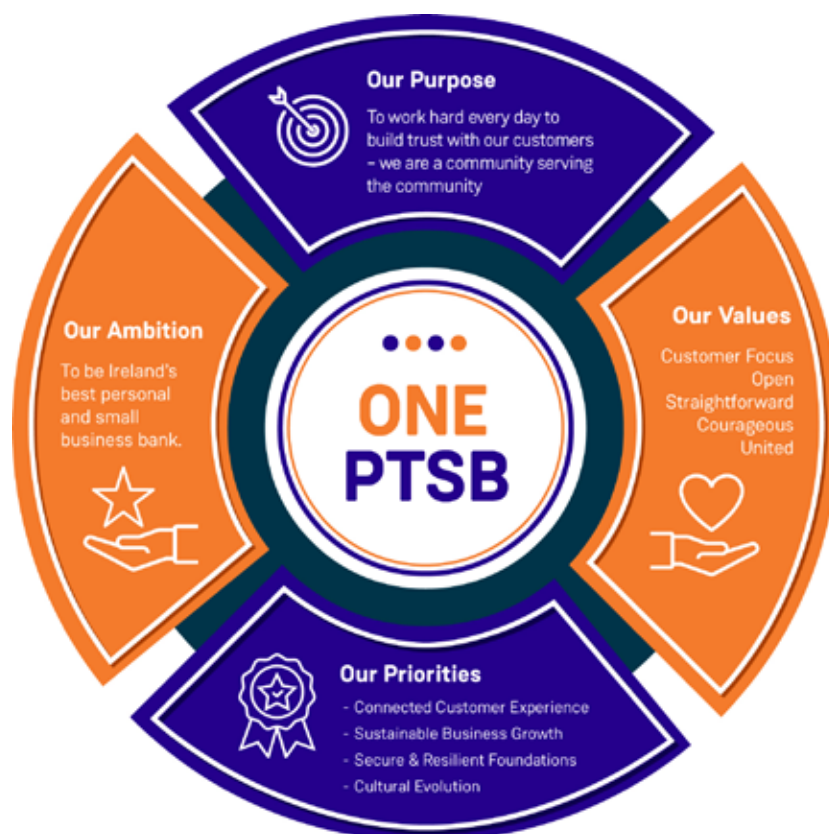 Our Purpose
To work hard every day to
build trust with our customers
– we are a community serving
the community
Our Ambition
To be Ireland's
best personal
and small
business bank.
ONE
PTSB
Our Values
Customer Focus
Open
Straightforward
Courageous
United
Our Priorities
- Connected Customer Experience
- Sustainable Business Growth
- Secure & Resilient Foundations
- Cultural Evolution